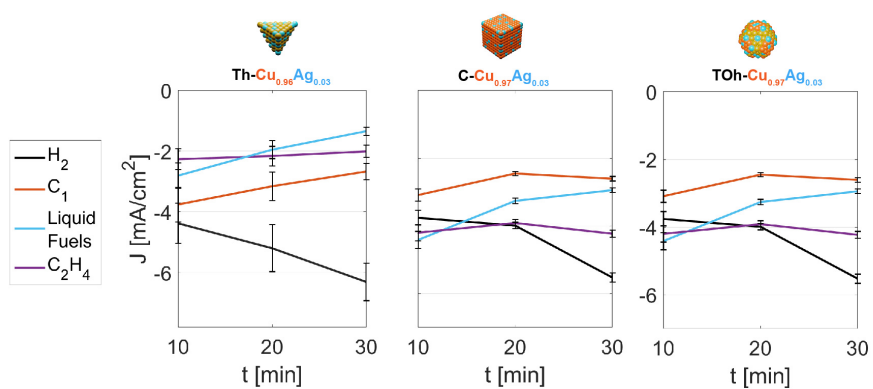 Th-Cu0.96Ag0.03
C-Cu0.97Ag0.03
TOh-Cu0.97Ag0.03
H2
C1
Liquid
Fuels
C2H4
J [mA/cm2]
0
-2
-4
-6
10 20 30
t [min]
10 20 30
t [min]
0
-2
-4
-6
10 20 30
t [min]